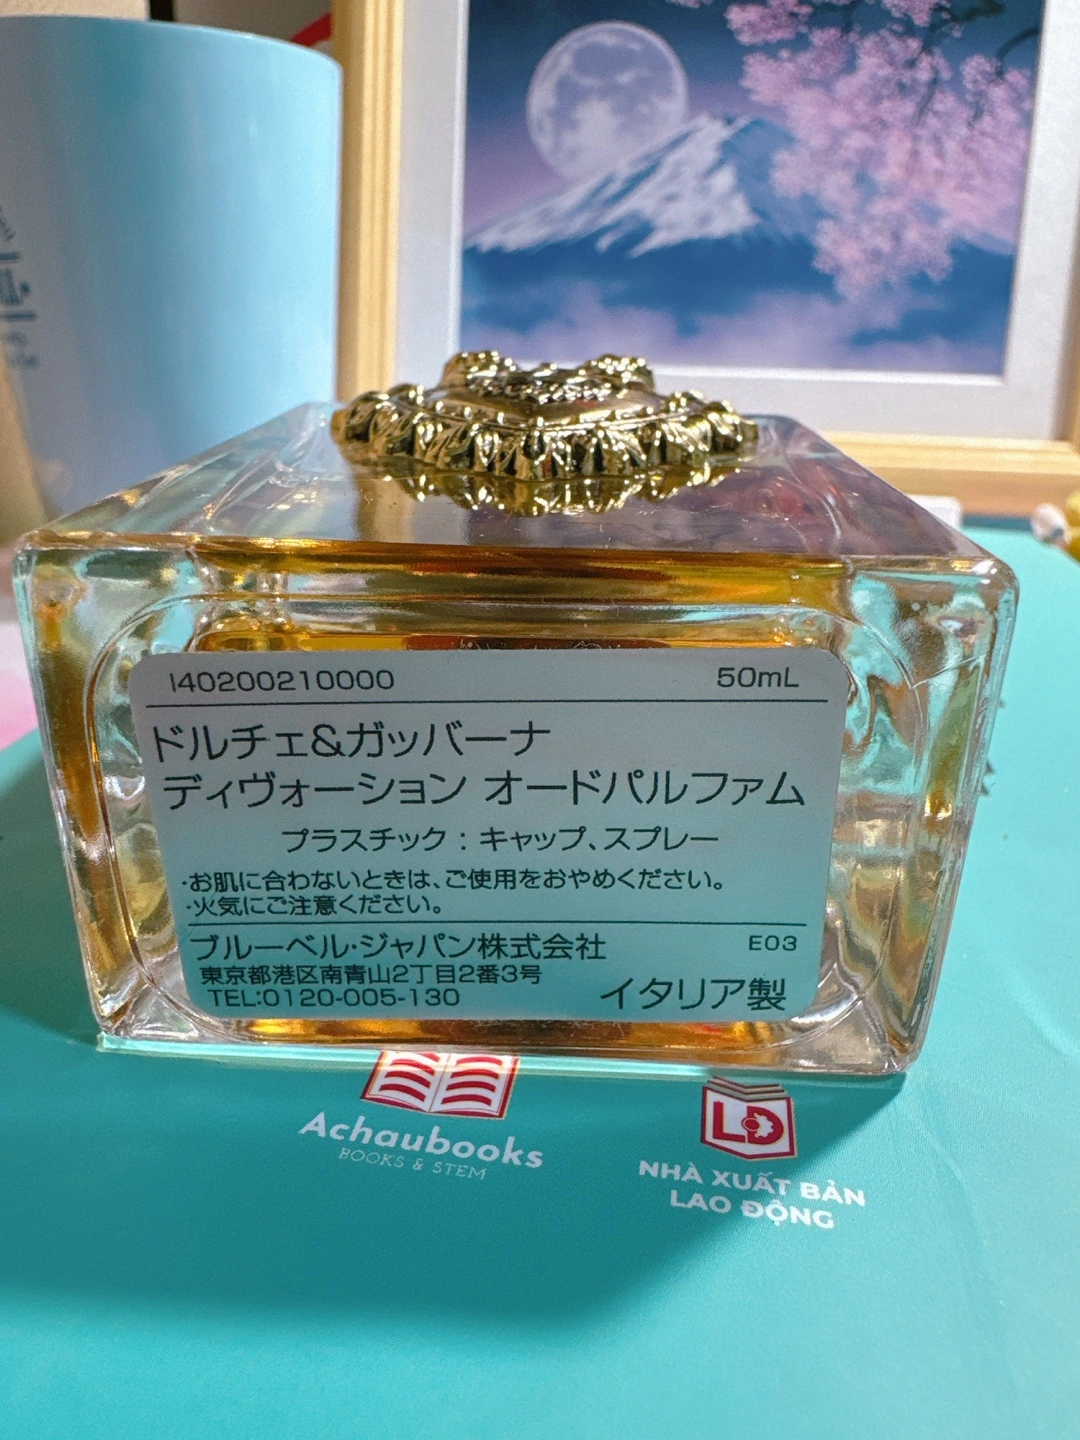 I40200210000 50mL
ドルチェ&ガッバーナ
ディヴォーション オードパルファム
プラスチック : キャップ、スプレー
・お肌に合わないときは、ご使用をおやめください。
・火気にご注意ください。
ブルーベル・ジャパン株式会社 E03
東京都港区南青山2丁目2番3号
TEL:0120-005-130 イタリア製
Achaubooks
BOOKS & STEM
LD
NHÀ XUẤT BẢN
LAO ĐỘNG